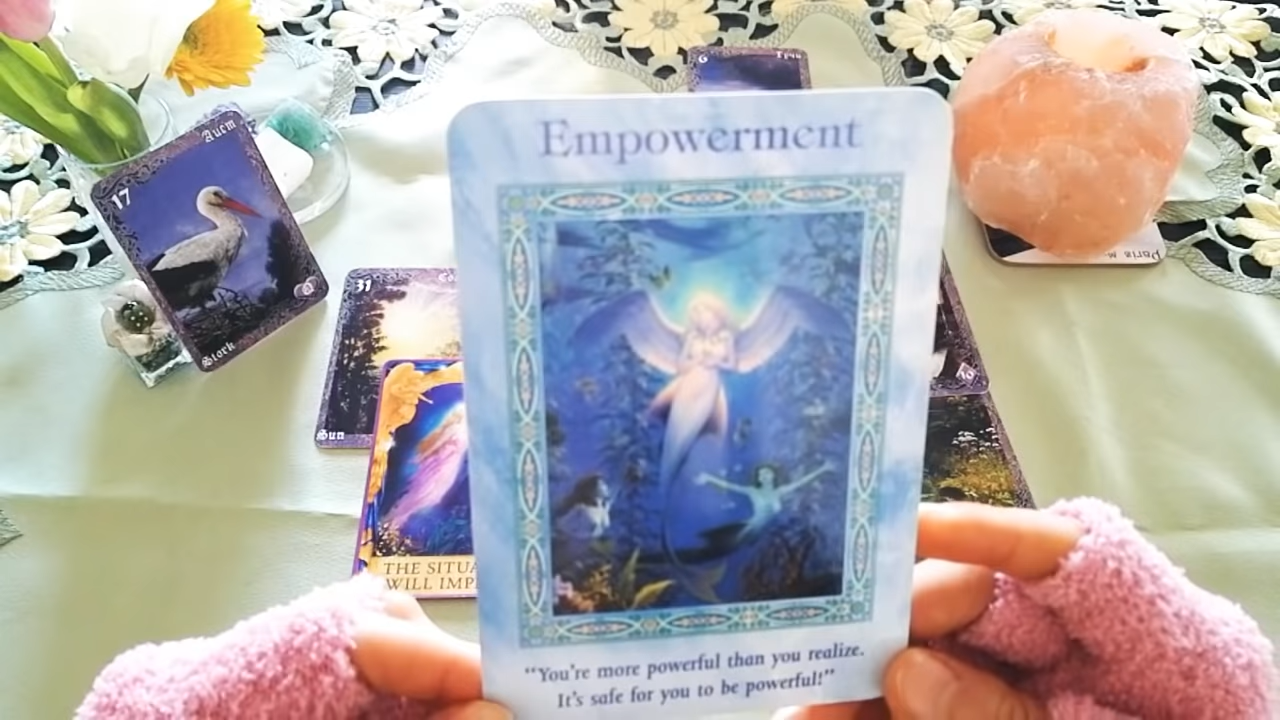 Empowerment
"You're more powerful than you realize.
It's safe for you to be powerful!"
17
Stork
31
Sun
THE SITUA
WILL IMP